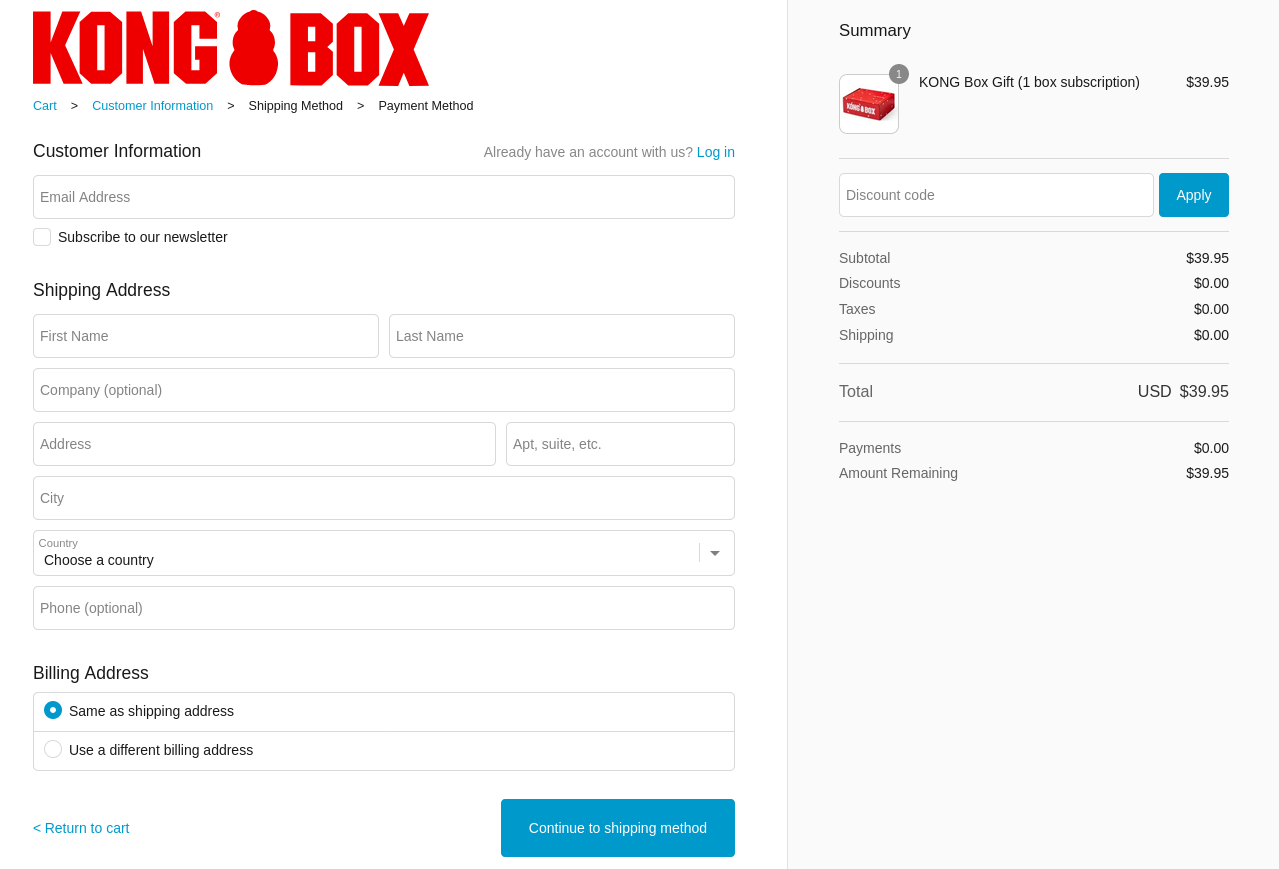 KONG BOX
Cart > Customer Information > Shipping Method > Payment Method
Customer Information
Already have an account with us? Log in
Email Address
Subscribe to our newsletter
Shipping Address
First Name
Last Name
Company (optional)
Address
Apt, suite, etc.
City
Country
Choose a country
Phone (optional)
Billing Address
Same as shipping address
Use a different billing address
< Return to cart
Continue to shipping method
Summary
1
KONG BOX
KONG Box Gift (1 box subscription) $39.95
Discount code
Apply
Subtotal $39.95
Discounts $0.00
Taxes $0.00
Shipping $0.00
Total USD $39.95
Payments $0.00
Amount Remaining $39.95